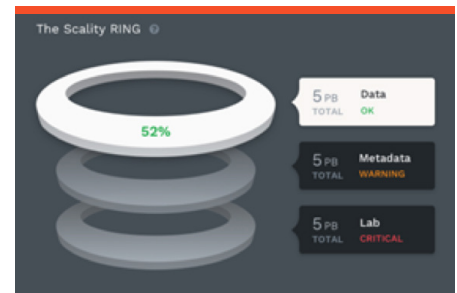 The Scality RING ?
52%
5 PB Data
TOTAL OK
5 PB Metadata
TOTAL WARNING
5 PB Lab
TOTAL CRITICAL